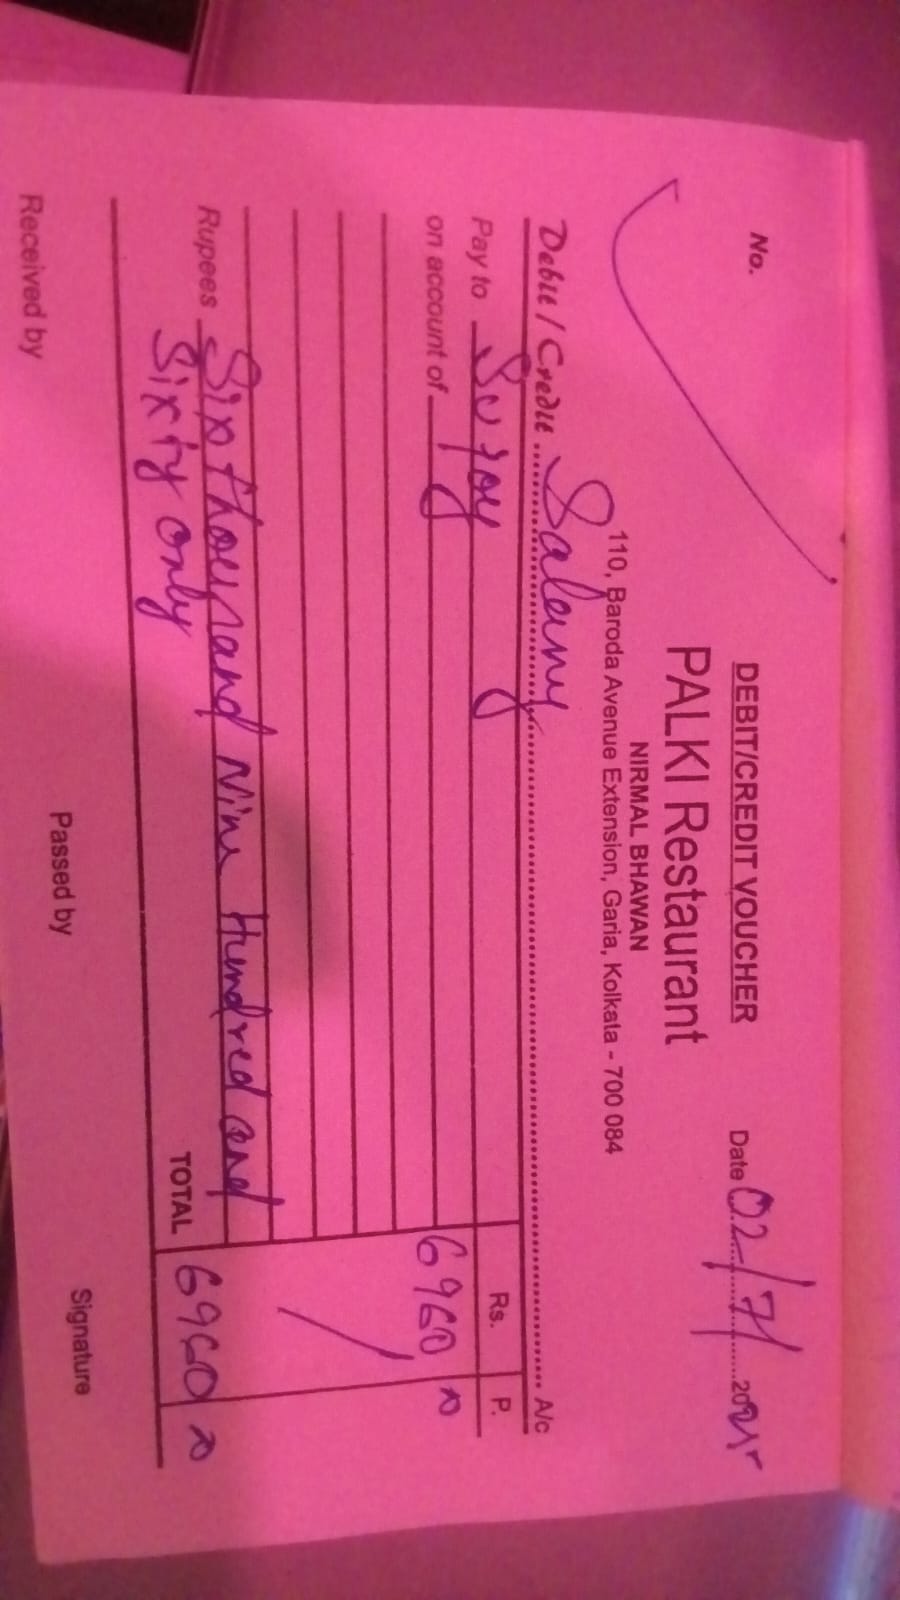 No.
DEBIT/CREDIT VOUCHER
Date 02/7/ 2025
PALKI Restaurant
NIRMAL BHAWAN
110, Baroda Avenue Extension, Garia, Kolkata - 700 084
Debit / Credit Salary A/c
Pay to Sujoy Rs. P.
on account of 6960
Rupees Six thousand Nine Hundred and
Sixty only
TOTAL 6960
Received by Passed by Signature